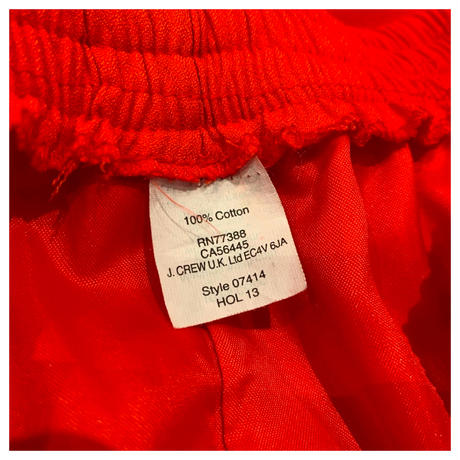 100% Cotton
RN77388
CA56445
J. CREW U.K. Ltd EC4V 6JA
Style 07414
HOL 13